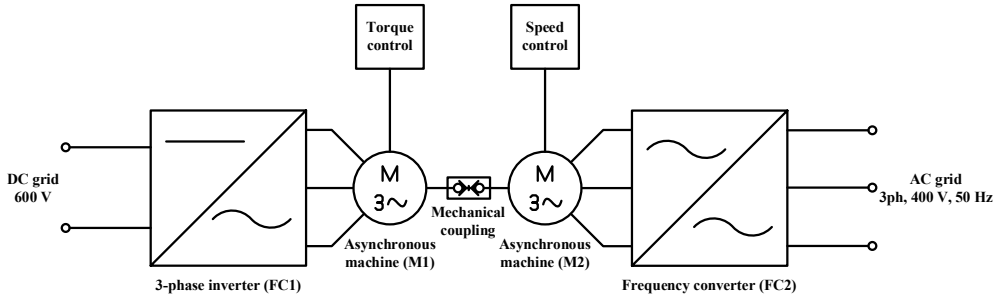 Torque
control
Speed
control
DC grid
600 V
M
3~
M
3~
AC grid
3ph, 400 V, 50 Hz
Mechanical
coupling
Asynchronous
machine (M1)
Asynchronous
machine (M2)
3-phase inverter (FC1)
Frequency converter (FC2)